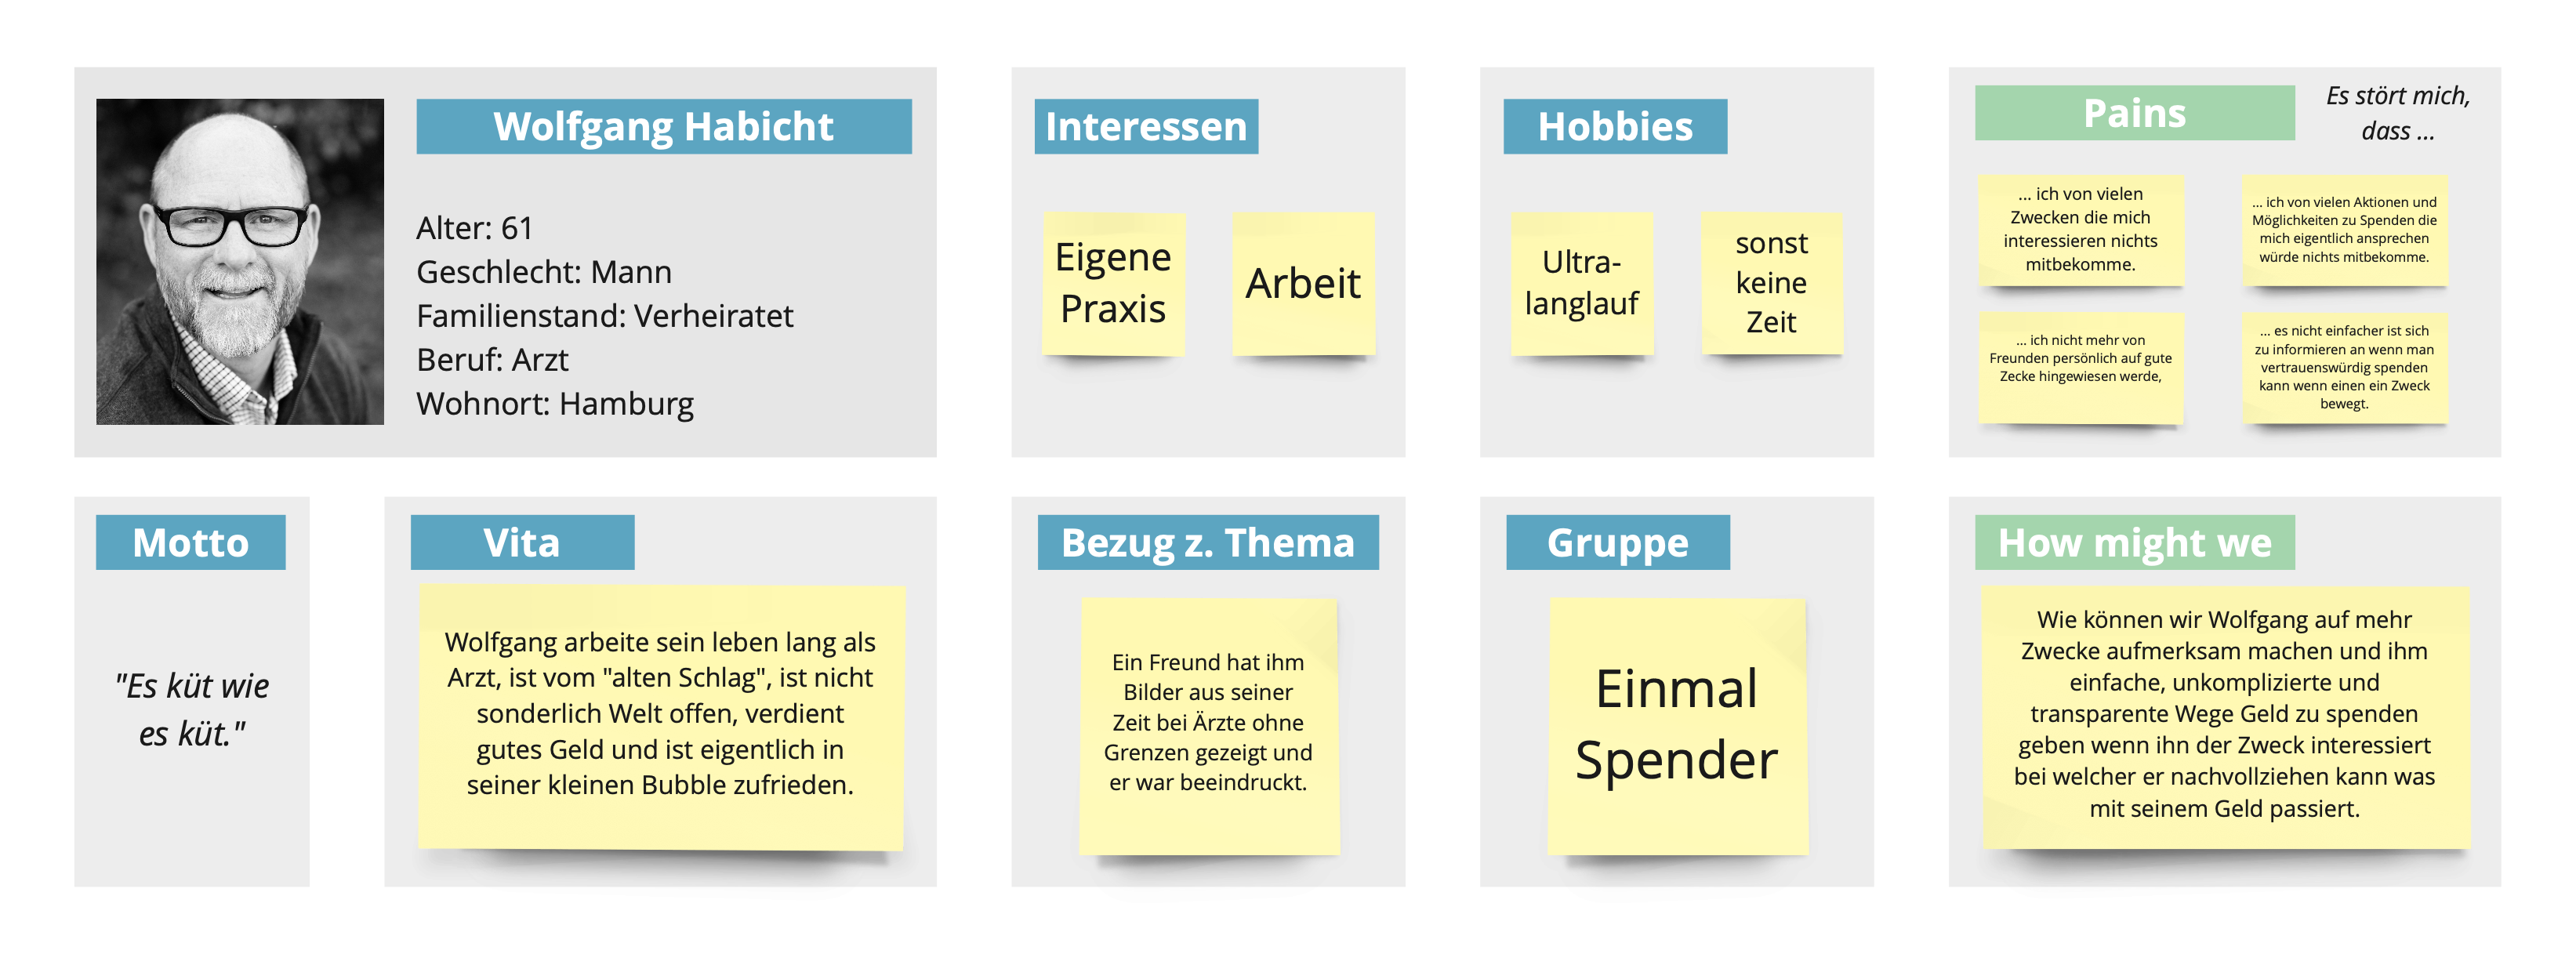 Wolfgang Habicht
Alter: 61
Geschlecht: Mann
Familienstand: Verheiratet
Beruf: Arzt
Wohnort: Hamburg
Interessen
Eigene
Praxis
Arbeit
Hobbies
Ultra-
langlauf
sonst
keine
Zeit
Pains
Es stört mich,
dass ...
... ich von vielen
Zwecken die mich
interessieren nichts
mitbekomme.
... ich von vielen Aktionen und
Möglichkeiten zu Spenden die
mich eigentlich ansprechen
würde nichts mitbekomme.
... ich nicht mehr von
Freunden persönlich auf gute
Zecke hingewiesen werde,
... es nicht einfacher ist sich
zu informieren an wenn man
vertrauenswürdig spenden
kann wenn einen ein Zweck
bewegt.
Motto
"Es küt wie
es küt."
Vita
Wolfgang arbeite sein leben lang als
Arzt, ist vom "alten Schlag", ist nicht
sonderlich Welt offen, verdient
gutes Geld und ist eigentlich in
seiner kleinen Bubble zufrieden.
Bezug z. Thema
Ein Freund hat ihm
Bilder aus seiner
Zeit bei Ärzte ohne
Grenzen gezeigt und
er war beeindruckt.
Gruppe
Einmal
Spender
How might we
Wie können wir Wolfgang auf mehr
Zwecke aufmerksam machen und ihm
einfache, unkomplizierte und
transparente Wege Geld zu spenden
geben wenn ihn der Zweck interessiert
bei welcher er nachvollziehen kann was
mit seinem Geld passiert.